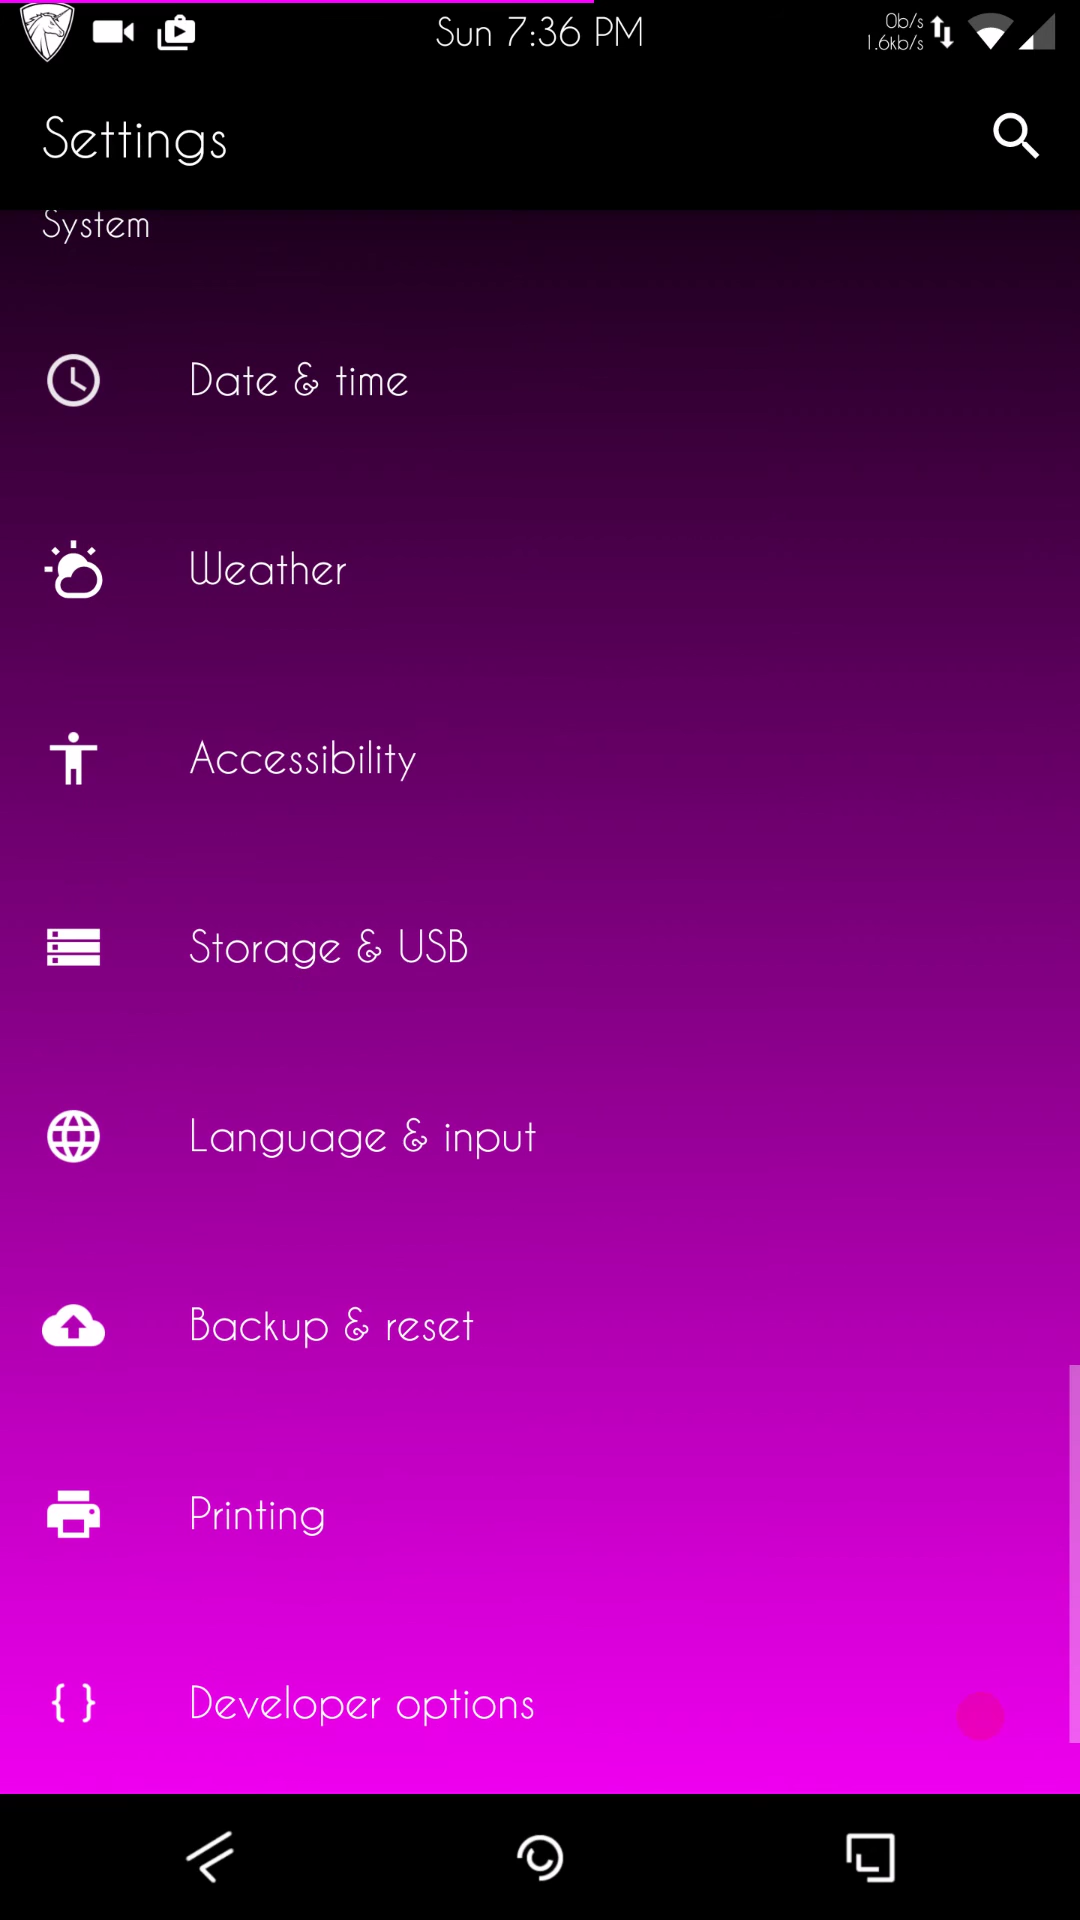 Sun 7:36 PM
0b/s
1.6kb/s
Settings
System
Date & time
Weather
Accessibility
Storage & USB
Language & input
Backup & reset
Printing
{ } Developer options